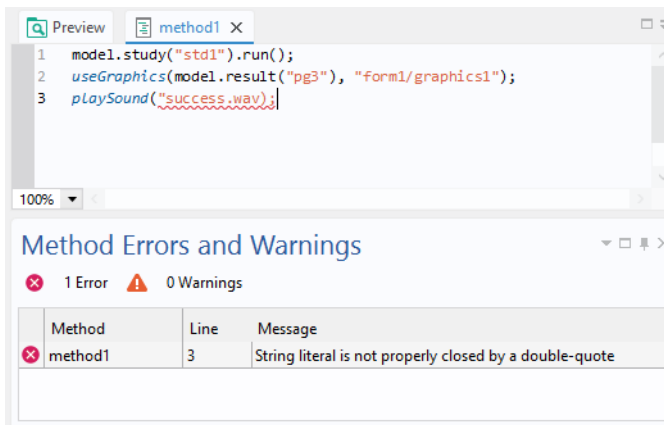 Preview method1
1 model.study("std1").run();
2 useGraphics(model.result("pg3"), "form1/graphics1");
3 playSound("success.wav);
100%
Method Errors and Warnings
1 Error 0 Warnings
Method Line Message
method1 3 String literal is not properly closed by a double-quote